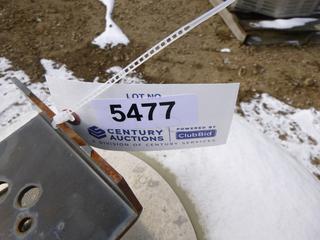 LOT NO.
5477
CENTURY AUCTIONS
POWERED BY ClubBid
DIVISION OF CENTURY SERVICES